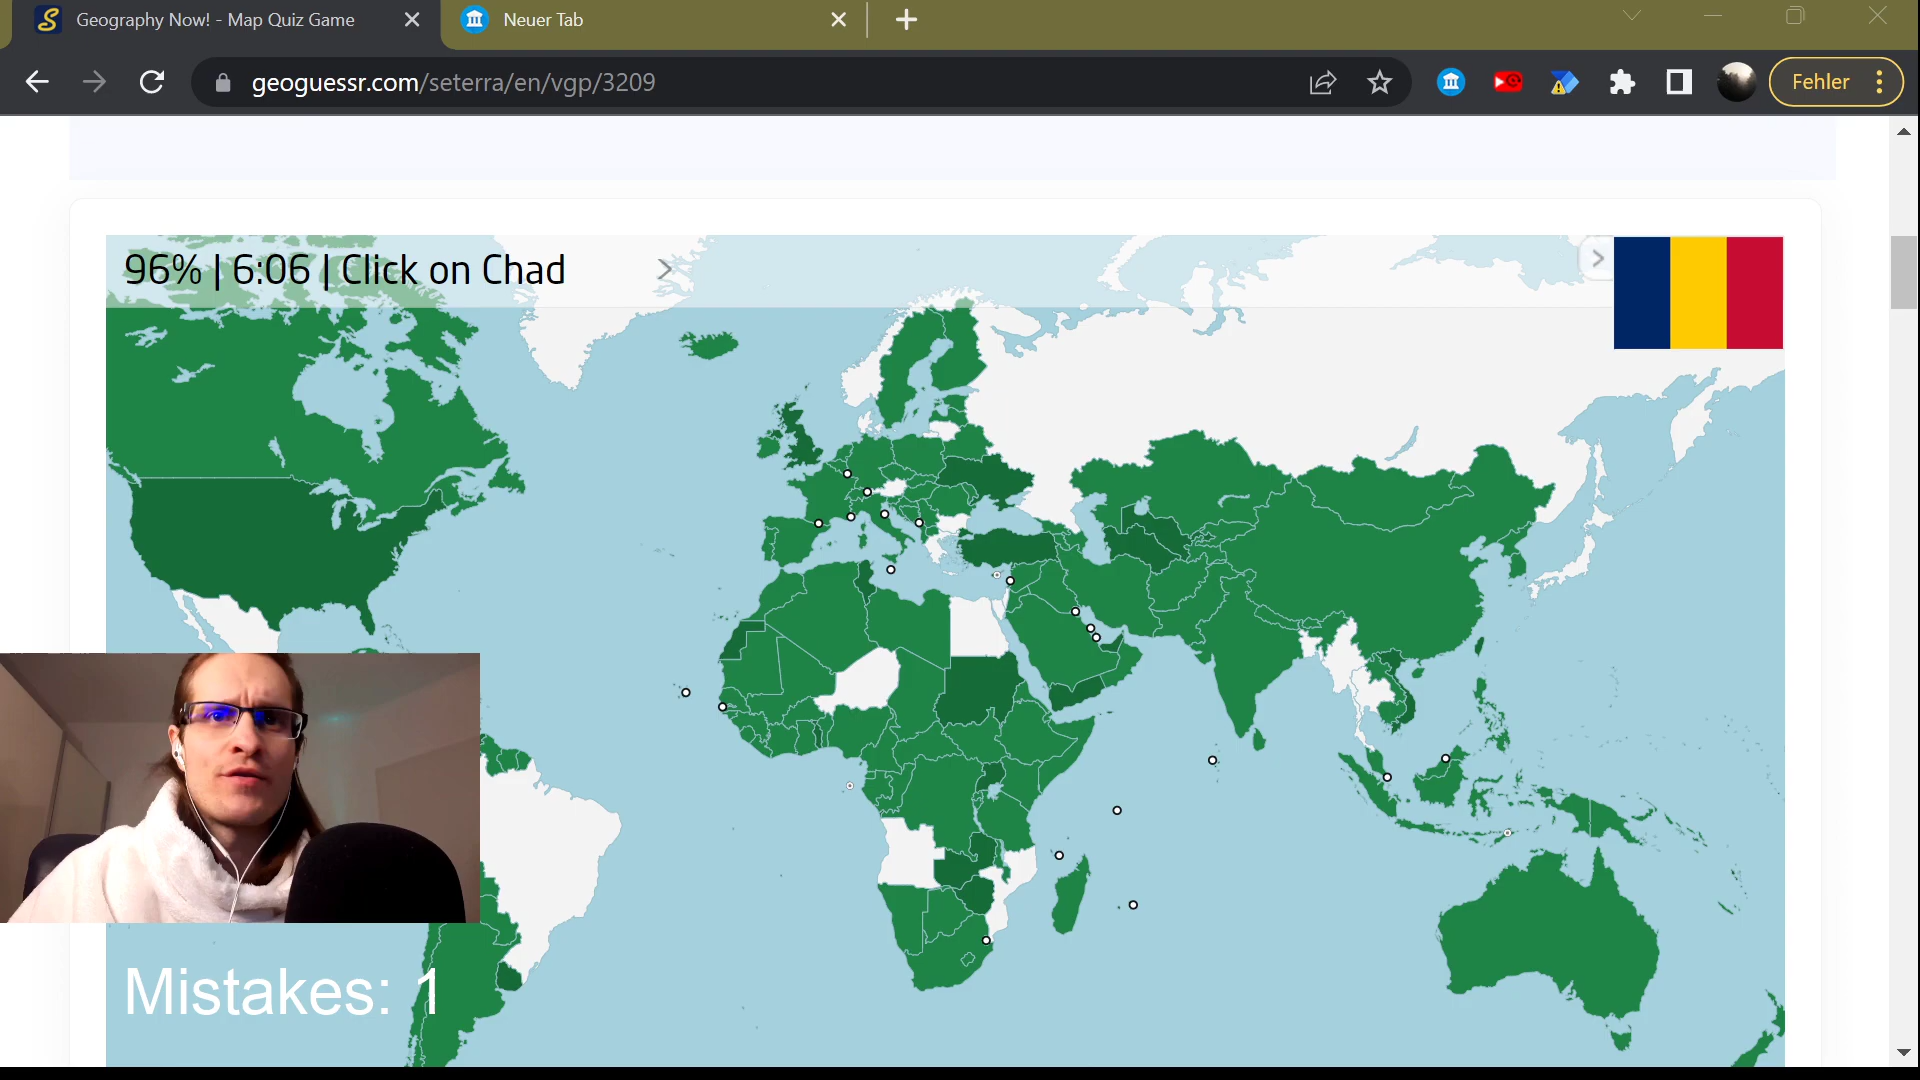 Geography Now! - Map Quiz Game
Neuer Tab
geoguessr.com/seterra/en/vgp/3209
Fehler
96% | 6:06 | Click on Chad
Mistakes: 1